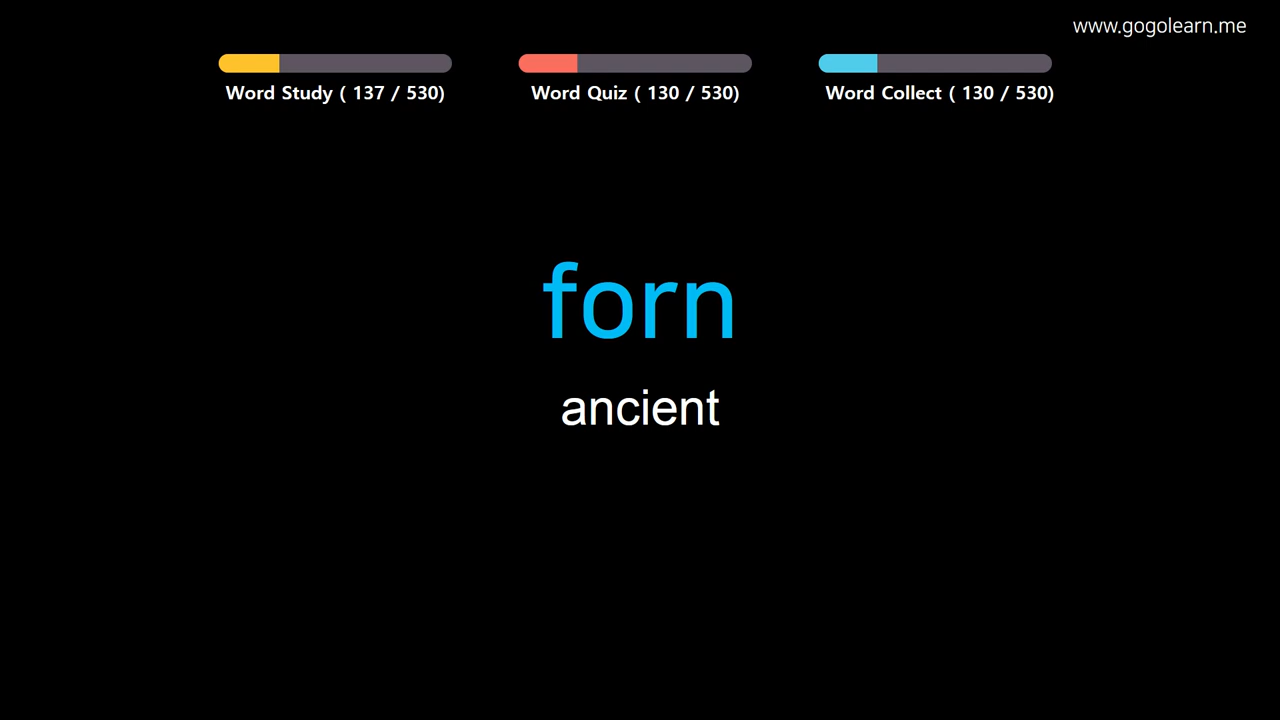 www.gogolearn.me
Word Study ( 137 / 530)
Word Quiz ( 130 / 530)
Word Collect ( 130 / 530)
forn
ancient